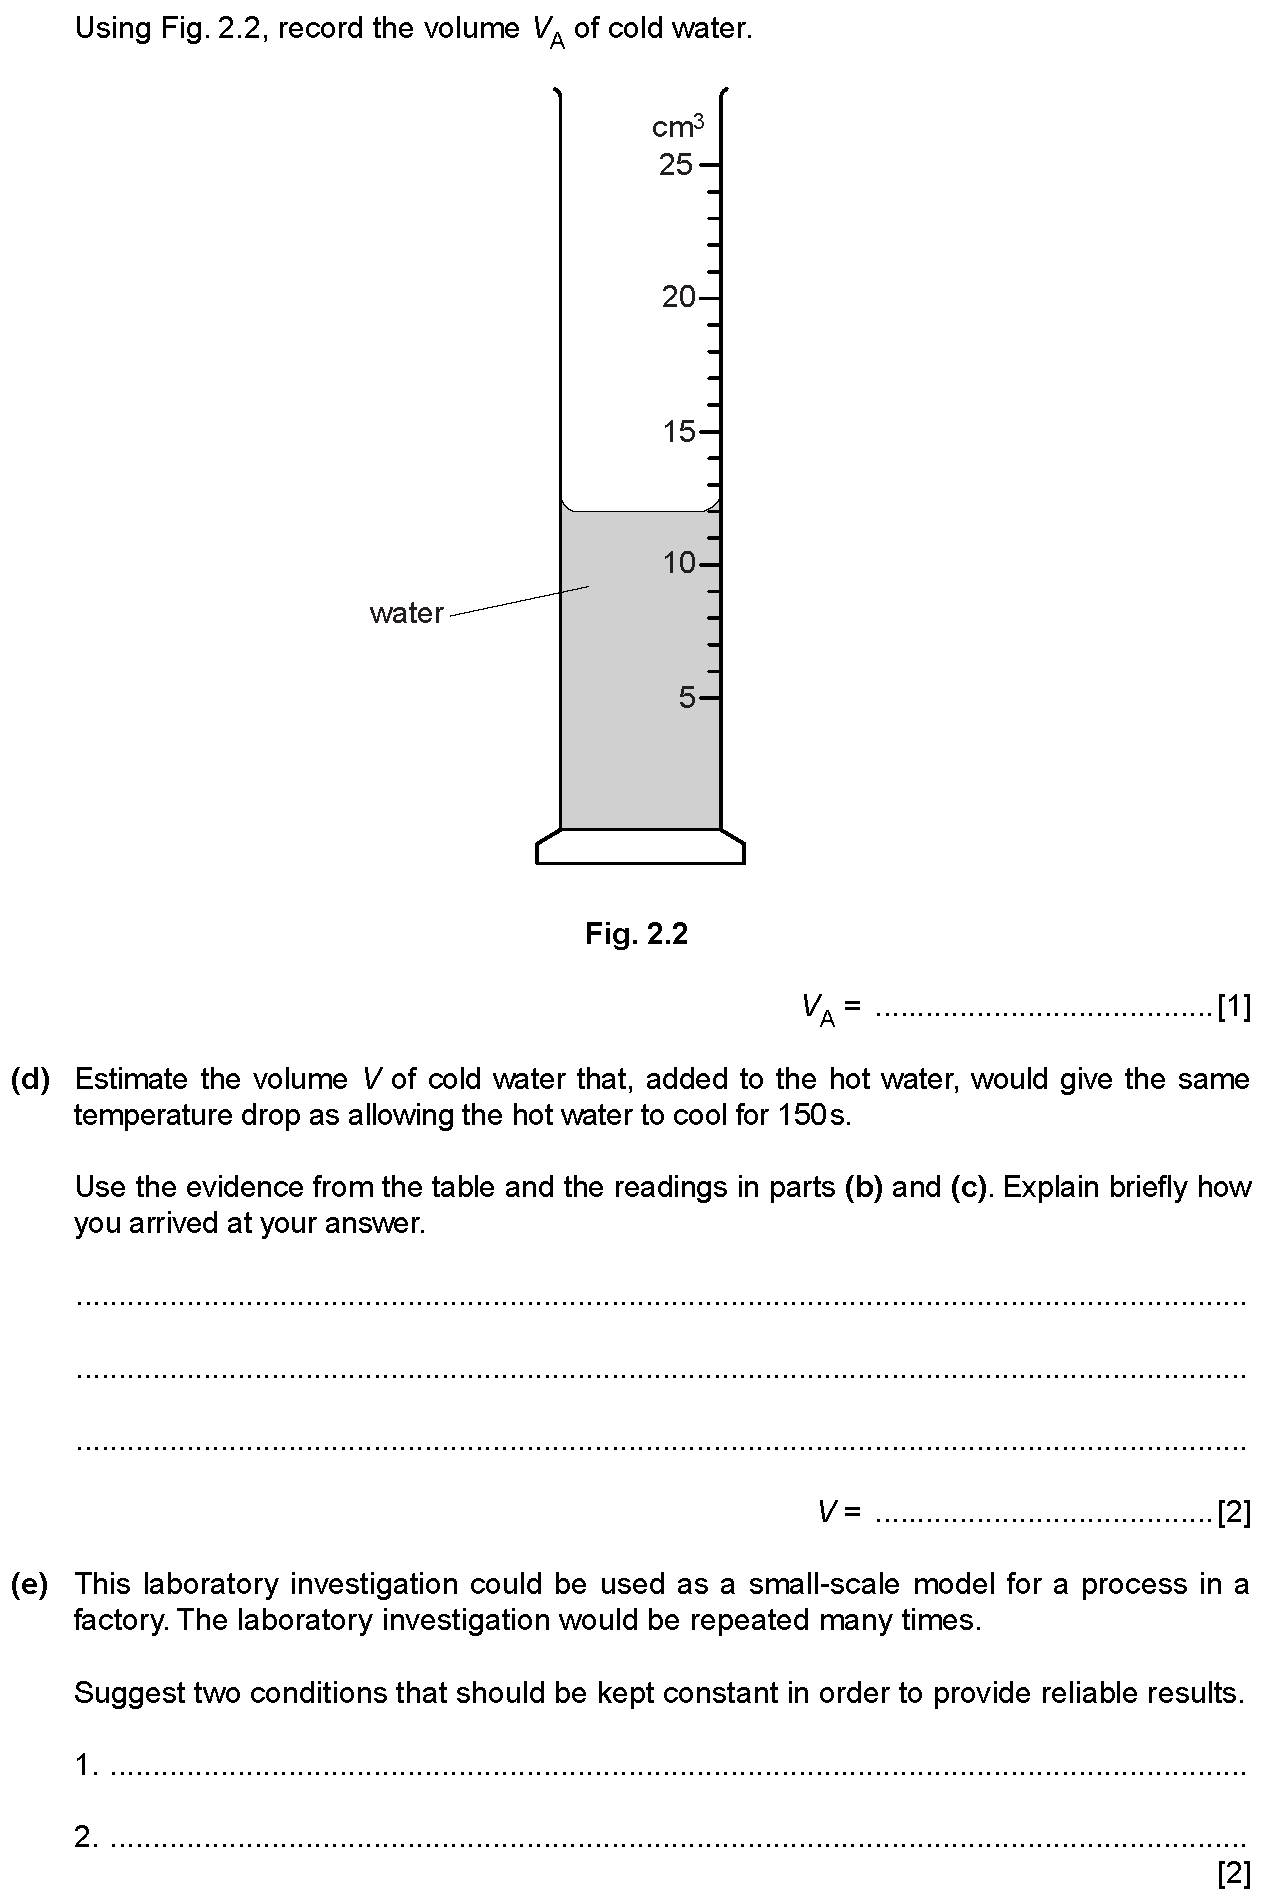 Using Fig. 2.2, record the volume VA of cold water.
cm3
25
20
15
10
water
5
Fig. 2.2
VA = ........................................[1]
(d) Estimate the volume V of cold water that, added to the hot water, would give the same
temperature drop as allowing the hot water to cool for 150 s.
Use the evidence from the table and the readings in parts (b) and (c). Explain briefly how
you arrived at your answer.
..........................................................................................................................................
..........................................................................................................................................
..........................................................................................................................................
V = ........................................[2]
(e) This laboratory investigation could be used as a small-scale model for a process in a
factory. The laboratory investigation would be repeated many times.
Suggest two conditions that should be kept constant in order to provide reliable results.
1. ......................................................................................................................................
2. ......................................................................................................................................
[2]